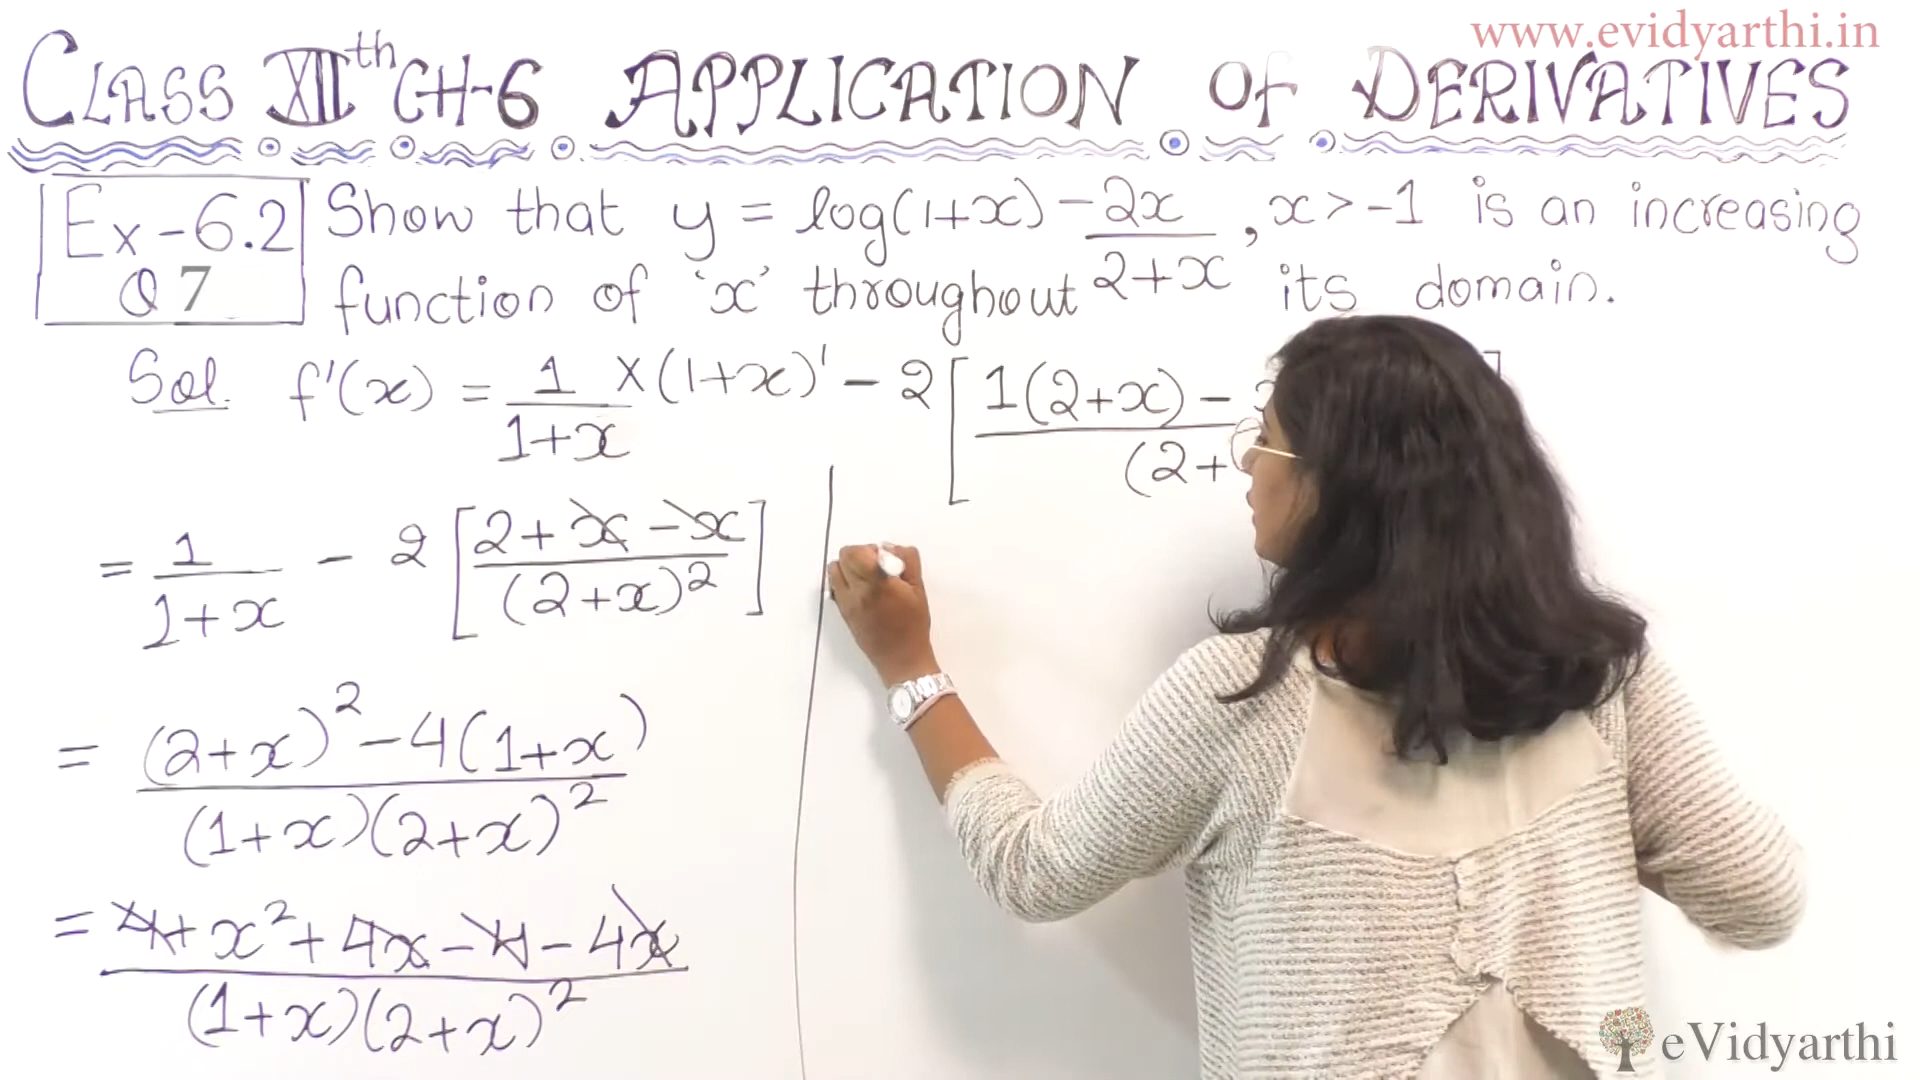 www.evidyarthi.in
CLASS XIIth CH-6 APPLICATION OF DERIVATIVES
Ex-6.2
Q 7
Show that y = log(1+x) - 2x/2+x, x > -1 is an increasing
function of 'x' throughout its domain.
Sol. f'(x) = 1/1+x × (1+x)' - 2 [ 1(2+x) -
(2+
= 1/1+x - 2 [ 2+x-x/(2+x)² ]
= (2+x)² - 4(1+x)/(1+x)(2+x)²
= 4+x²+4x-4-4x/(1+x)(2+x)²
eVidyarthi